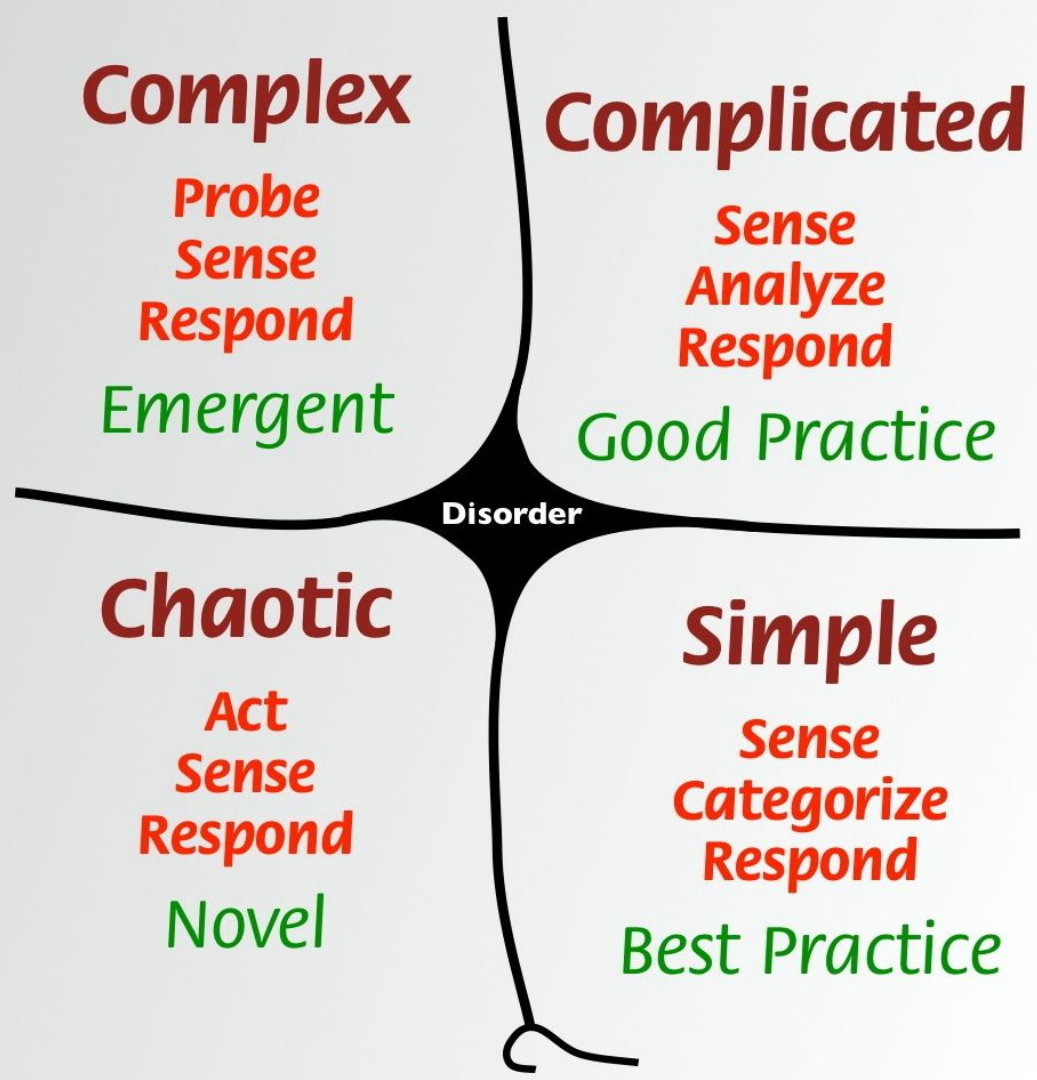 Complex
Probe
Sense
Respond
Emergent
Complicated
Sense
Analyze
Respond
Good Practice
Disorder
Chaotic
Act
Sense
Respond
Novel
Simple
Sense
Categorize
Respond
Best Practice